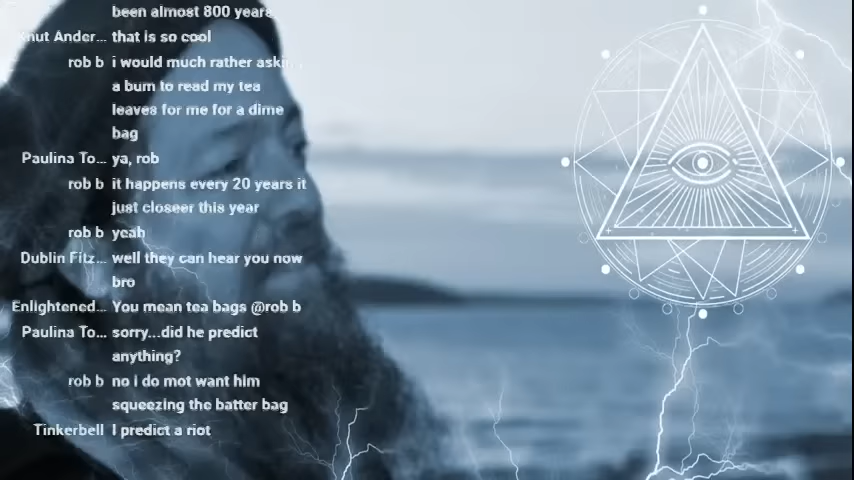 been almost 800 years
Knut Ander... that is so cool
rob b i would much rather ask
a bum to read my tea
leaves for me for a dime
bag
Paulina To... ya, rob
rob b it happens every 20 years it
just closeer this year
rob b yeah
Dublin Fitz... well they can hear you now
bro
Enlightened... You mean tea bags @rob b
Paulina To... sorry...did he predict
anything?
rob b no i do mot want him
squeezing the batter bag
Tinkerbell I predict a riot